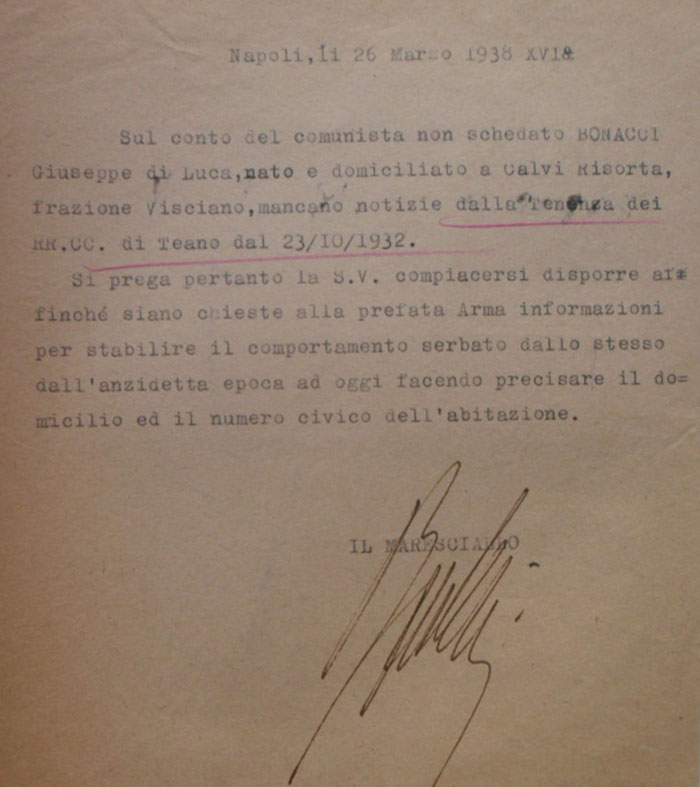 Napoli, li 26 Marzo 1938 XVIª
Sul conto del comunista non schedato BONACCI
Giuseppe di Luca,nato e domiciliato a Calvi Risorta,
frazione Visciano,mancano notizie dalla Tenenza dei
RR.CC. di Teano dal 23/IO/1932.
Si prega pertanto la S.V. compiacersi disporre af=
finché siano chieste alla prefata Arma informazioni
per stabilire il comportamento serbato dallo stesso
dall'anzidetta epoca ad oggi facendo precisare il do=
micilio ed il numero civico dell'abitazione.
IL MARESCIALLO